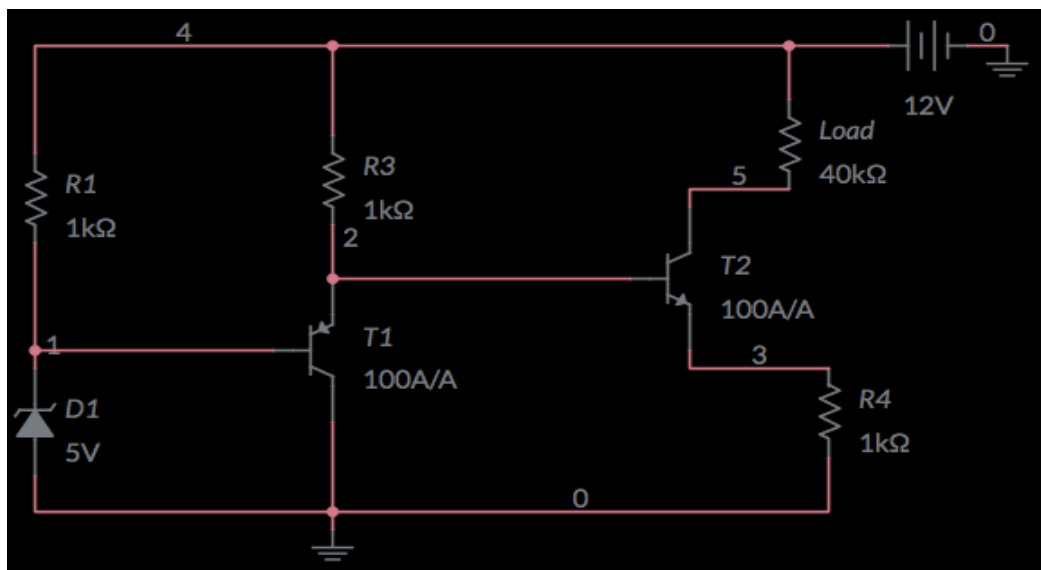 4
0
12V
R1
1kΩ
R3
1kΩ
2
Load
40kΩ
5
T2
100A/A
1
T1
100A/A
3
D1
5V
R4
1kΩ
0